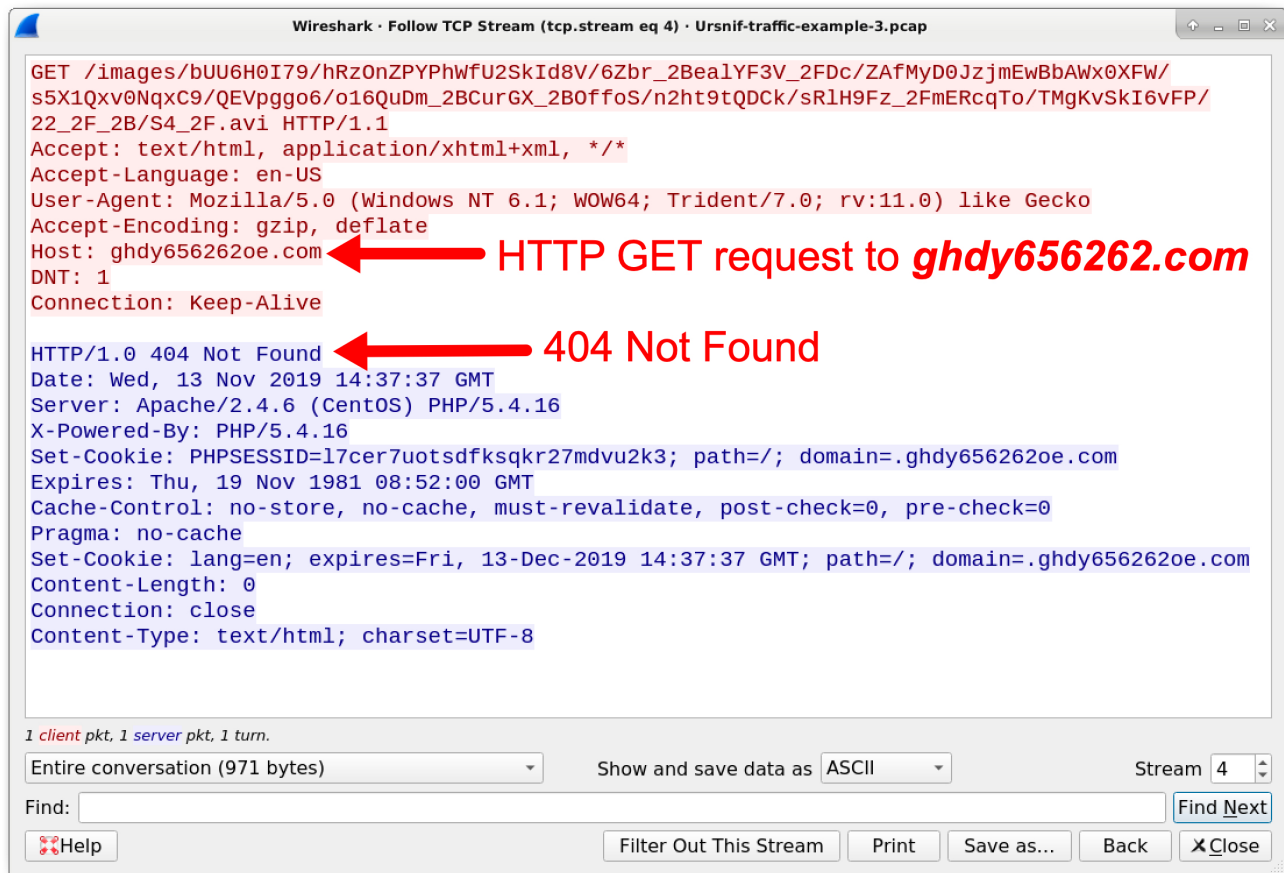 Wireshark · Follow TCP Stream (tcp.stream eq 4) · Ursnif-traffic-example-3.pcap
GET /images/bUU6H0I79/hRzOnZPYPhWfU2SkId8V/6Zbr_2BealYF3V_2FDc/ZAfMyD0JzjmEwBbAWx0XFW/
s5X1Qxv0NqxC9/QEVpggo6/o16QuDm_2BCurGX_2BOffoS/n2ht9tQDCk/sRlH9Fz_2FmERcqTo/TMgKvSkI6vFP/
22_2F_2B/S4_2F.avi HTTP/1.1
Accept: text/html, application/xhtml+xml, */*
Accept-Language: en-US
User-Agent: Mozilla/5.0 (Windows NT 6.1; WOW64; Trident/7.0; rv:11.0) like Gecko
Accept-Encoding: gzip, deflate
Host: ghdy656262oe.com HTTP GET request to ghdy656262.com
DNT: 1
Connection: Keep-Alive
HTTP/1.0 404 Not Found 404 Not Found
Date: Wed, 13 Nov 2019 14:37:37 GMT
Server: Apache/2.4.6 (CentOS) PHP/5.4.16
X-Powered-By: PHP/5.4.16
Set-Cookie: PHPSESSID=l7cer7uotsdfksqkr27mdvu2k3; path=/; domain=.ghdy656262oe.com
Expires: Thu, 19 Nov 1981 08:52:00 GMT
Cache-Control: no-store, no-cache, must-revalidate, post-check=0, pre-check=0
Pragma: no-cache
Set-Cookie: lang=en; expires=Fri, 13-Dec-2019 14:37:37 GMT; path=/; domain=.ghdy656262oe.com
Content-Length: 0
Connection: close
Content-Type: text/html; charset=UTF-8
1 client pkt, 1 server pkt, 1 turn.
Entire conversation (971 bytes) Show and save data as ASCII Stream 4
Find: Find Next
Help Filter Out This Stream Print Save as... Back Close